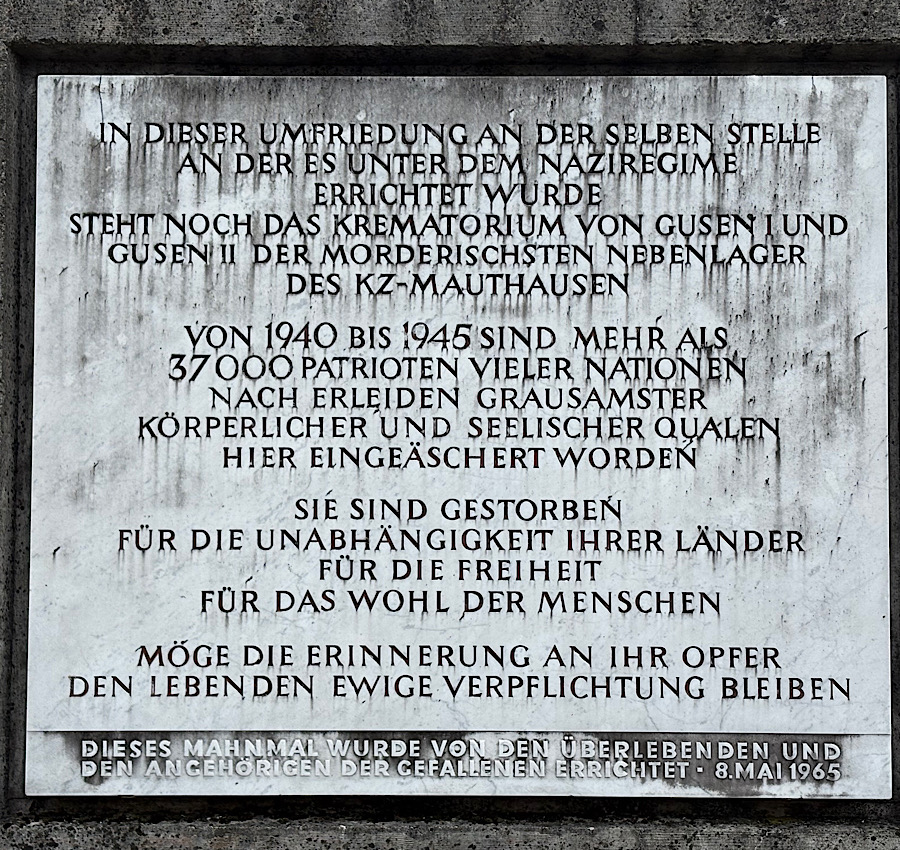 IN DIESER UMFRIEDUNG AN DER SELBEN STELLE
AN DER ES UNTER DEM NAZIREGIME
ERRICHTET WURDE
STEHT NOCH DAS KREMATORIUM VON GUSEN I UND
GUSEN II DER MORDERISCHSTEN NEBENLAGER
DES KZ-MAUTHAUSEN
VON 1940 BIS 1945 SIND MEHR ALS
37000 PATRIOTEN VIELER NATIONEN
NACH ERLEIDEN GRAUSAMSTER
KÖRPERLICHER UND SEELISCHER QUALEN
HIER EINGEÄSCHERT WORDEN
SIE SIND GESTORBEN
FÜR DIE UNABHÄNGIGKEIT IHRER LÄNDER
FÜR DIE FREIHEIT
FÜR DAS WOHL DER MENSCHEN
MÖGE DIE ERINNERUNG AN IHR OPFER
DEN LEBENDEN EWIGE VERPFLICHTUNG BLEIBEN
DIESES MAHNMAL WURDE VON DEN ÜBERLEBENDEN UND
DEN ANGEHÖRIGEN DER GEFALLENEN ERRICHTET · 8. MAI 1965